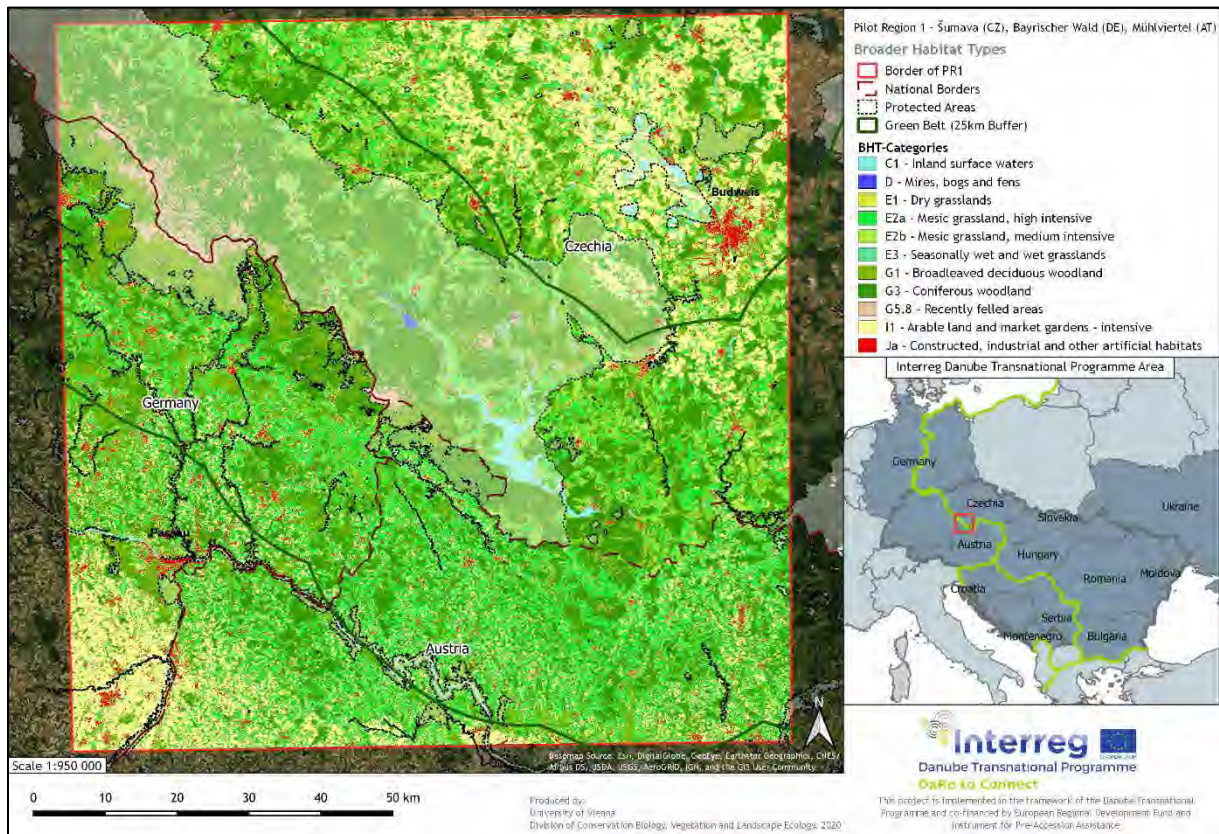 Pilot Region 1 - Šumava (CZ), Bayrischer Wald (DE), Mühlviertel (AT)
Broader Habitat Types
Border of PR1
National Borders
Protected Areas
Green Belt (25km Buffer)
BHT-Categories
C1 - Inland surface waters
D - Mires, bogs and fens
E1 - Dry grasslands
E2a - Mesic grassland, high intensive
E2b - Mesic grassland, medium intensive
E3 - Seasonally wet and wet grasslands
G1 - Broadleaved deciduous woodland
G3 - Coniferous woodland
G5.8 - Recently felled areas
I1 - Arable land and market gardens - intensive
Ja - Constructed, industrial and other artificial habitats
Budweis
Czechia
Germany
Passau
Austria
N
Basemap Source: Esri, DigitalGlobe, GeoEye, Earthstar Geographics, CNES/
Airbus DS, USDA, USGS, AeroGRID, IGN, and the GIS User Community
Scale 1:950 000
0 10 20 30 40 50 km
Produced by:
University of Vienna
Division of Conservation Biology, Vegetation and Landscape Ecology, 2020
Interreg Danube Transnational Programme Area
Germany
Czechia
Slovakia
Ukraine
Austria
Hungary
Moldova
Romania
Croatia
Serbia
Montenegro
Bulgaria
Interreg
Danube Transnational Programme
DaRe to Connect
This project is implemented in the framework of the Danube Transnational
Programme and co-financed by European Regional Development Fund and
Instrument for Pre-Accession Assistance.